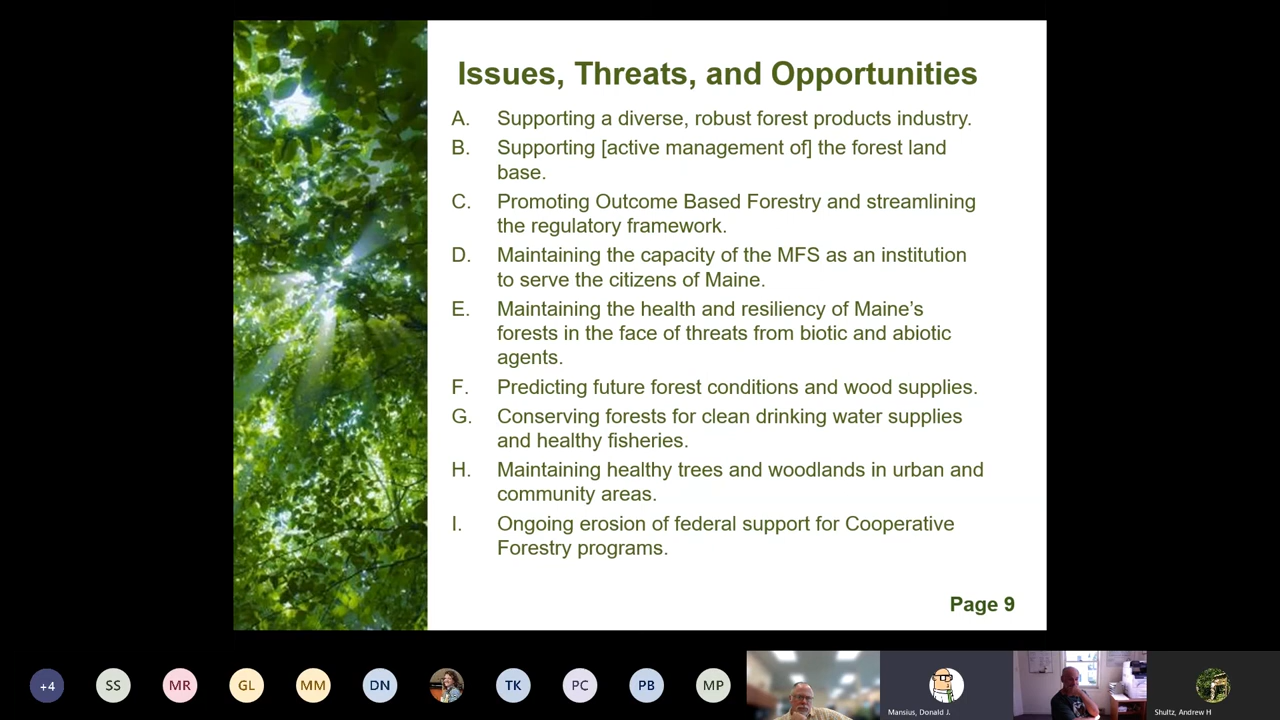 Issues, Threats, and Opportunities
A. Supporting a diverse, robust forest products industry.
B. Supporting [active management of] the forest land
base.
C. Promoting Outcome Based Forestry and streamlining
the regulatory framework.
D. Maintaining the capacity of the MFS as an institution
to serve the citizens of Maine.
E. Maintaining the health and resiliency of Maine’s
forests in the face of threats from biotic and abiotic
agents.
F. Predicting future forest conditions and wood supplies.
G. Conserving forests for clean drinking water supplies
and healthy fisheries.
H. Maintaining healthy trees and woodlands in urban and
community areas.
I. Ongoing erosion of federal support for Cooperative
Forestry programs.
Page 9
+4 SS MR GL MM DN TK PC PB MP
Mansius, Donald J.
Shultz, Andrew H